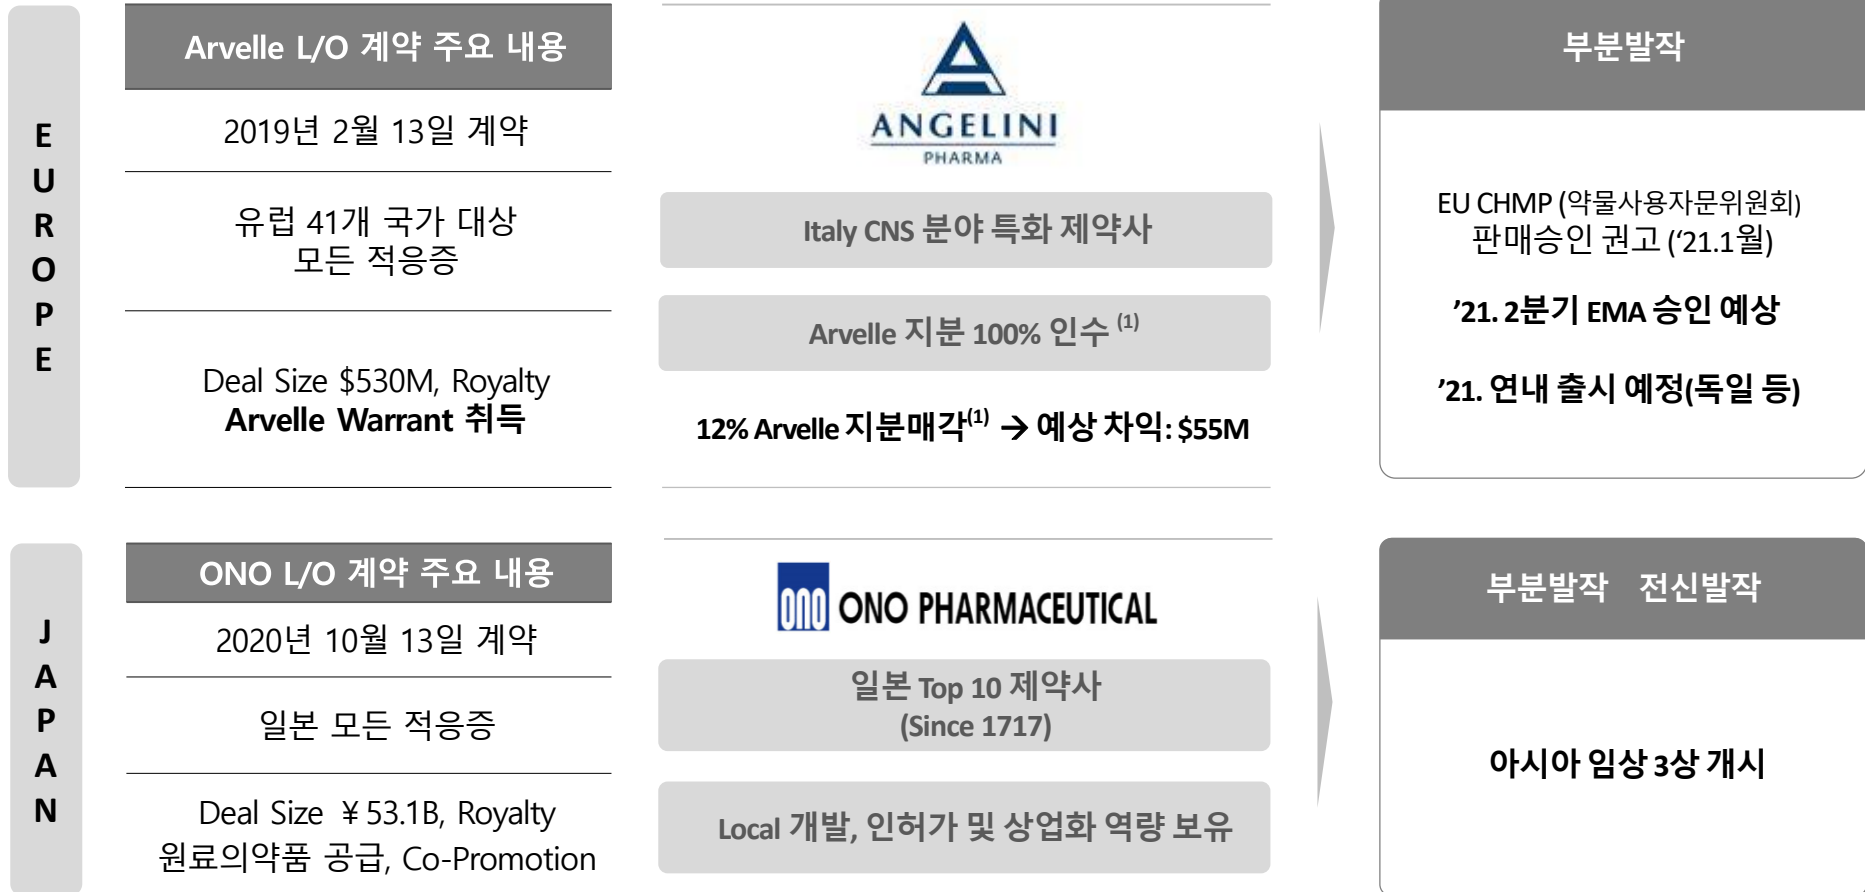 EUROPE
Arvelle L/O 계약 주요 내용
2019년 2월 13일 계약
유럽 41개 국가 대상
모든 적응증
Deal Size $530M, Royalty
Arvelle Warrant 취득
ANGELINI
PHARMA
Italy CNS 분야 특화 제약사
Arvelle 지분 100% 인수 (1)
12% Arvelle 지분매각(1) → 예상 차익: $55M
부분발작
EU CHMP (약물사용자문위원회)
판매승인 권고 (‘21.1월)
’21. 2분기 EMA 승인 예상
’21. 연내 출시 예정(독일 등)
JAPAN
ONO L/O 계약 주요 내용
2020년 10월 13일 계약
일본 모든 적응증
Deal Size ¥53.1B, Royalty
원료의약품 공급, Co-Promotion
ono ONO PHARMACEUTICAL
일본 Top 10 제약사
(Since 1717)
Local 개발, 인허가 및 상업화 역량 보유
부분발작 전신발작
아시아 임상 3상 개시